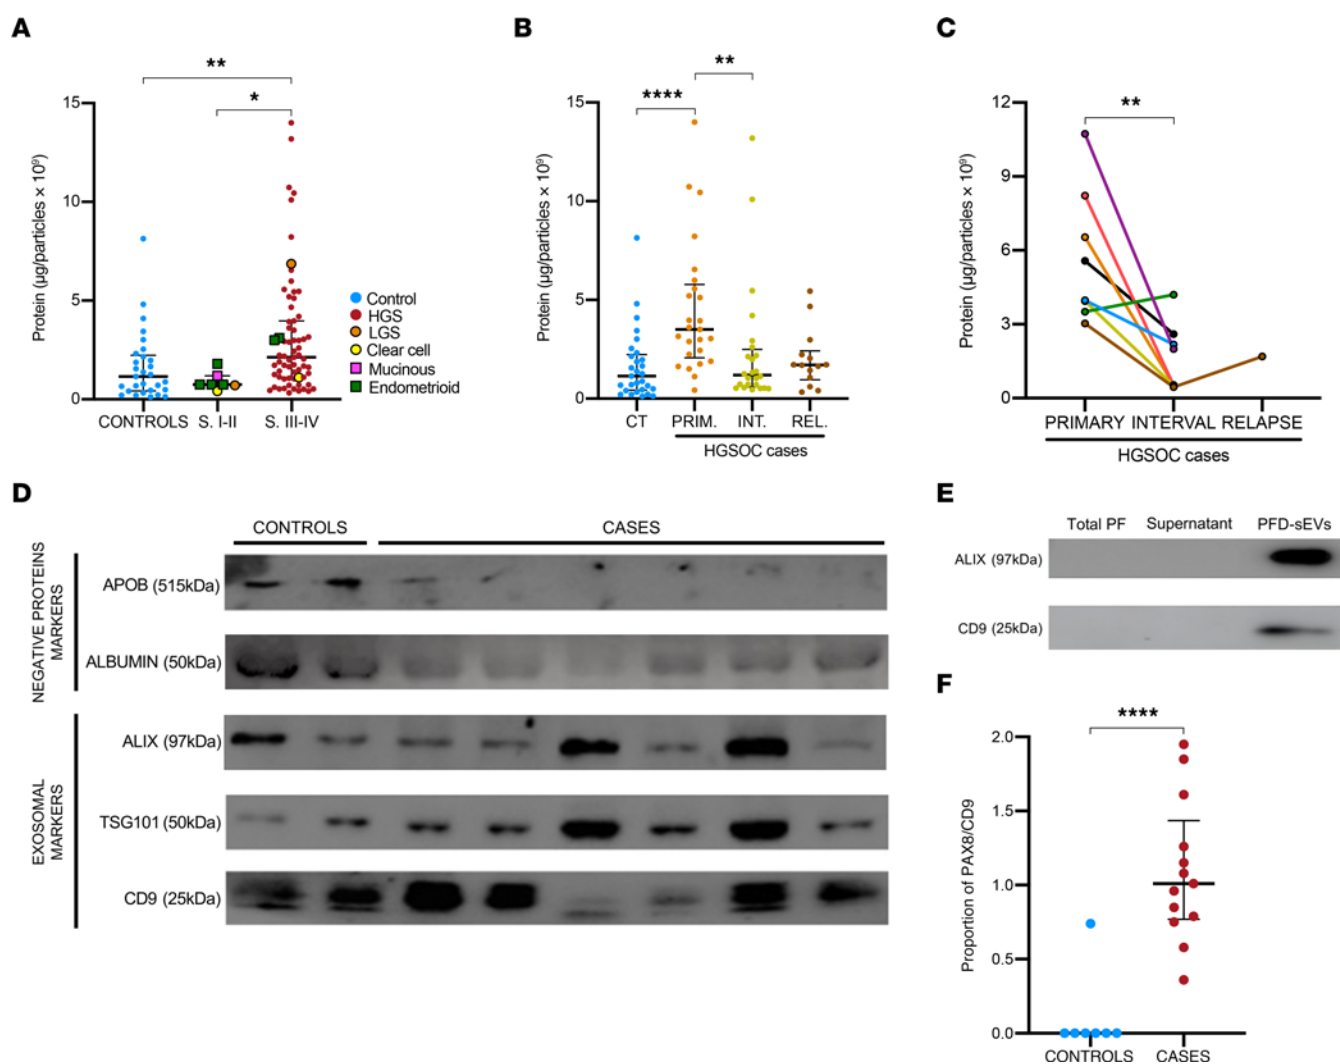 A
**
*
Protein (µg/particles × 10⁹)
15
10
5
0
CONTROLS S. I-II S. III-IV
Control
HGS
LGS
Clear cell
Mucinous
Endometrioid
B
**
****
Protein (µg/particles × 10⁹)
15
10
5
0
CT PRIM. INT. REL.
HGSOC cases
C
**
Protein (µg/particles × 10⁹)
12
9
6
3
0
PRIMARY INTERVAL RELAPSE
HGSOC cases
D
CONTROLS CASES
NEGATIVE PROTEINS
MARKERS
APOB (515kDa)
ALBUMIN (50kDa)
EXOSOMAL
MARKERS
ALIX (97kDa)
TSG101 (50kDa)
CD9 (25kDa)
E
Total PF Supernatant PFD-sEVs
ALIX (97kDa)
CD9 (25kDa)
F
****
Proportion of PAX8/CD9
2.0
1.5
1.0
0.5
0.0
CONTROLS CASES